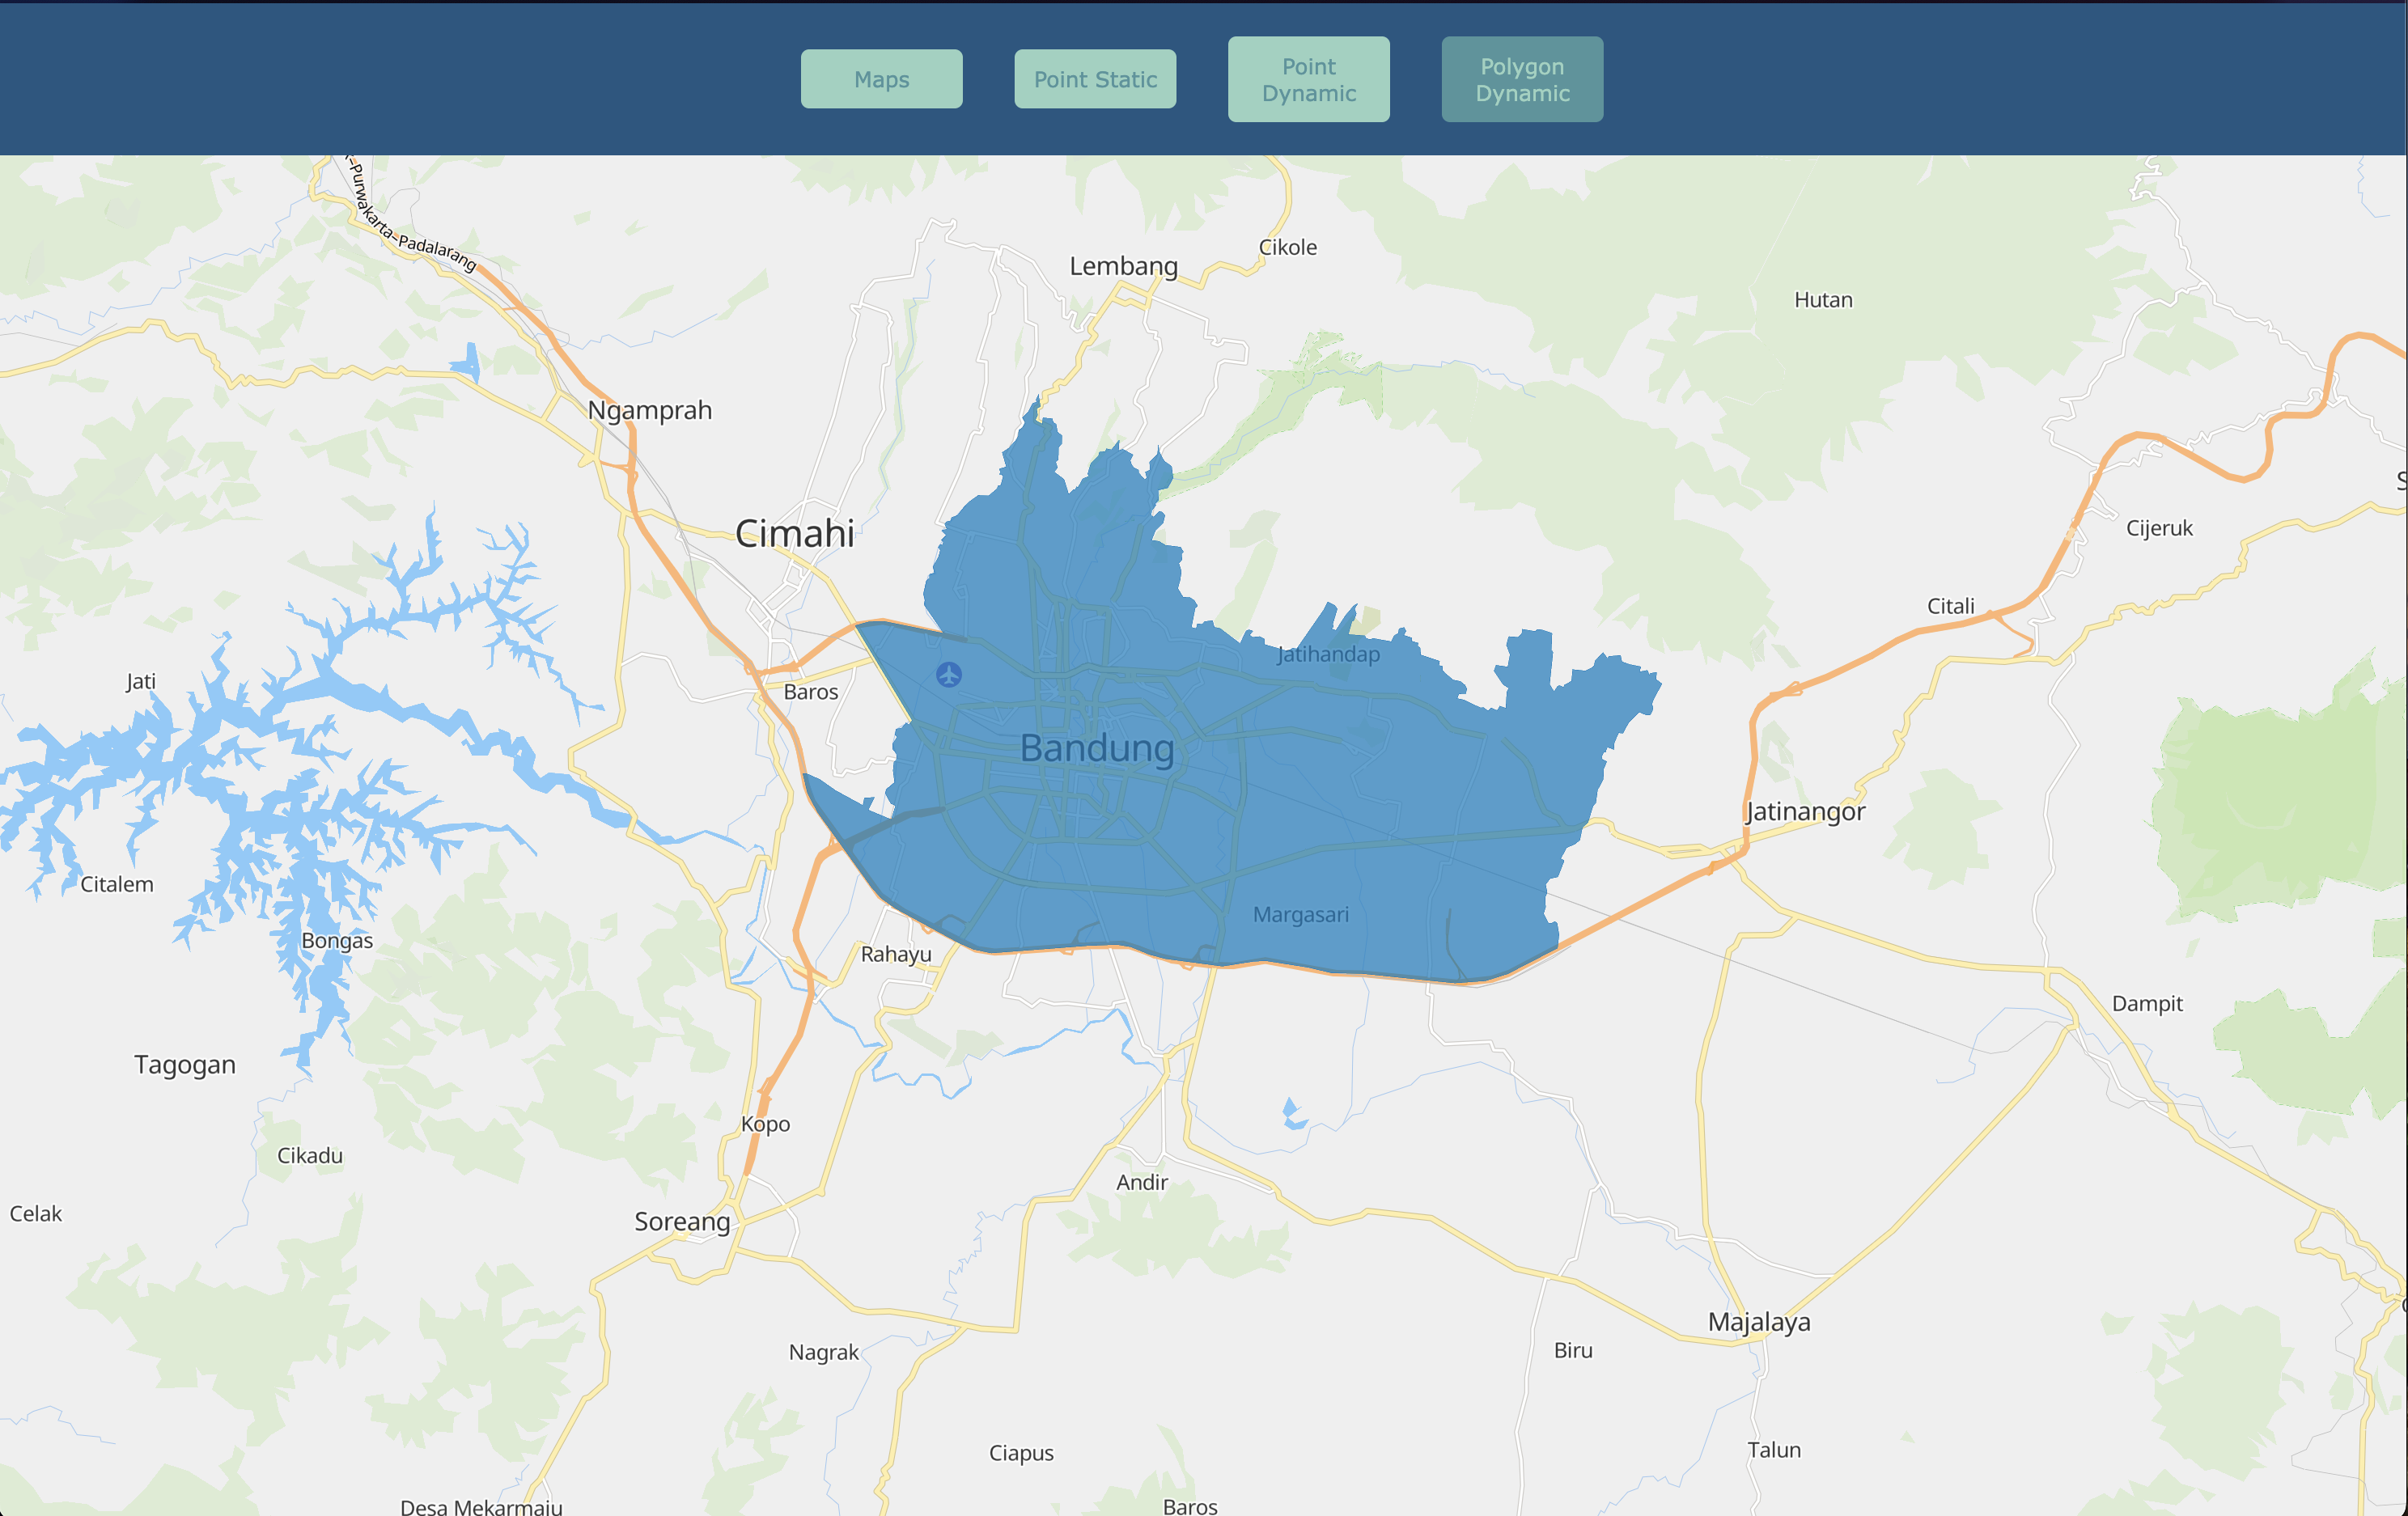 Maps
Point Static
Point
Dynamic
Polygon
Dynamic
-Purwakarta-Padalarang
Cikole
Lembang
Hutan
Ngamprah
Cimahi
Cijeruk
Citali
Jatihandap
Jati
Baros
Bandung
Jatinangor
Citalem
Margasari
Bongas
Rahayu
Dampit
Tagogan
Kopo
Cikadu
Andir
Celak
Soreang
Majalaya
Nagrak
Biru
Ciapus
Talun
Desa Mekarmaju
Baros